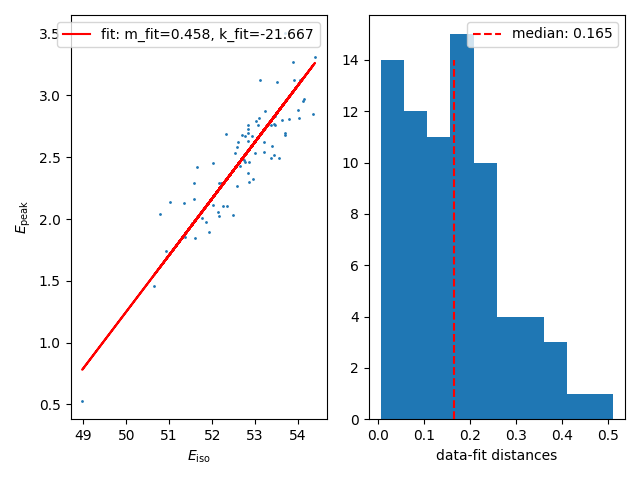 fit: m_fit=0.458, k_fit=-21.667
3.5
3.0
2.5
2.0
1.5
1.0
0.5
E_peak
49 50 51 52 53 54
E_iso
median: 0.165
14
12
10
8
6
4
2
0
0.0 0.1 0.2 0.3 0.4 0.5
data-fit distances